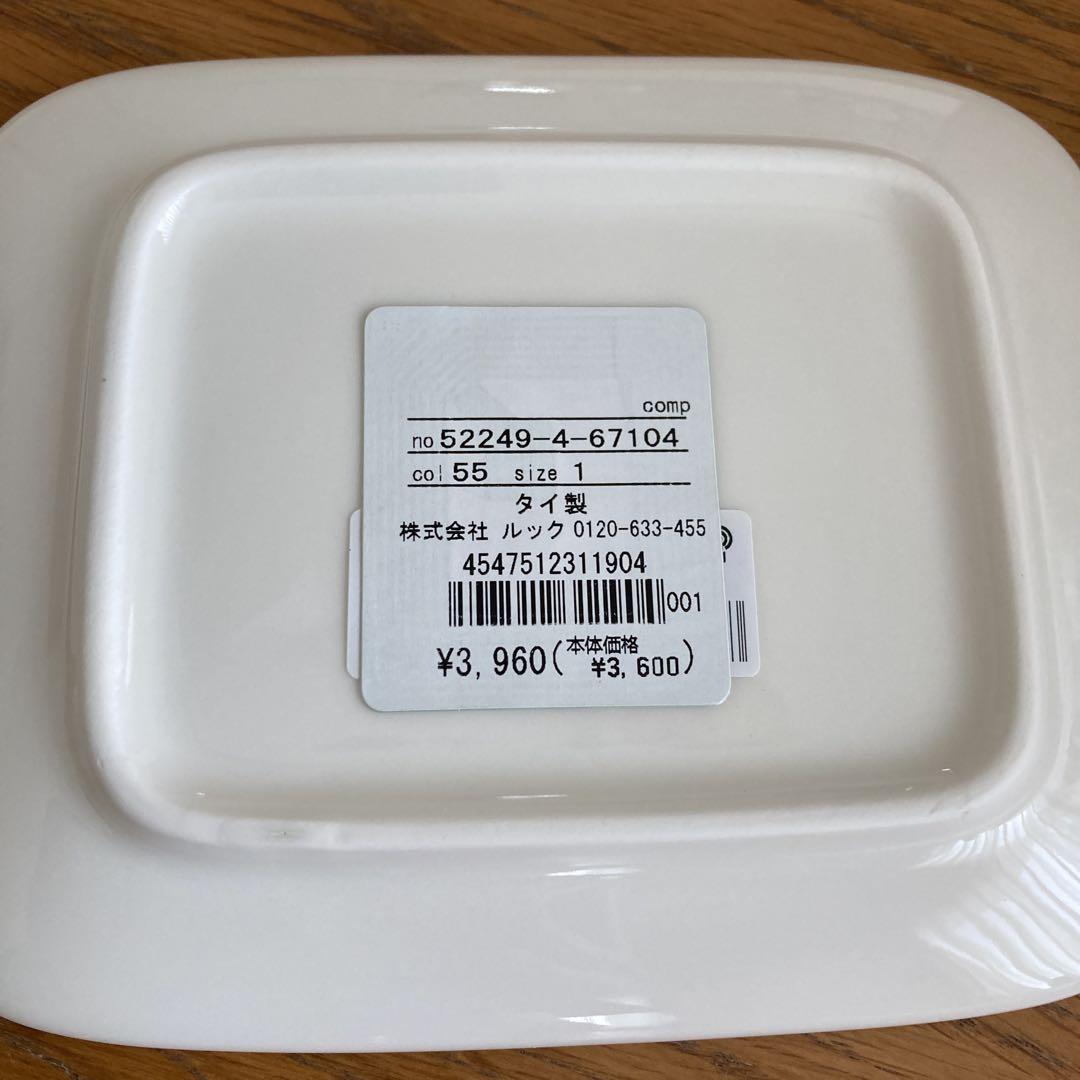 comp
no 52249-4-67104
col 55 size 1
タイ製
株式会社 ルック 0120-633-455
4547512311904
001
¥3,960(本体価格 ¥3,600)